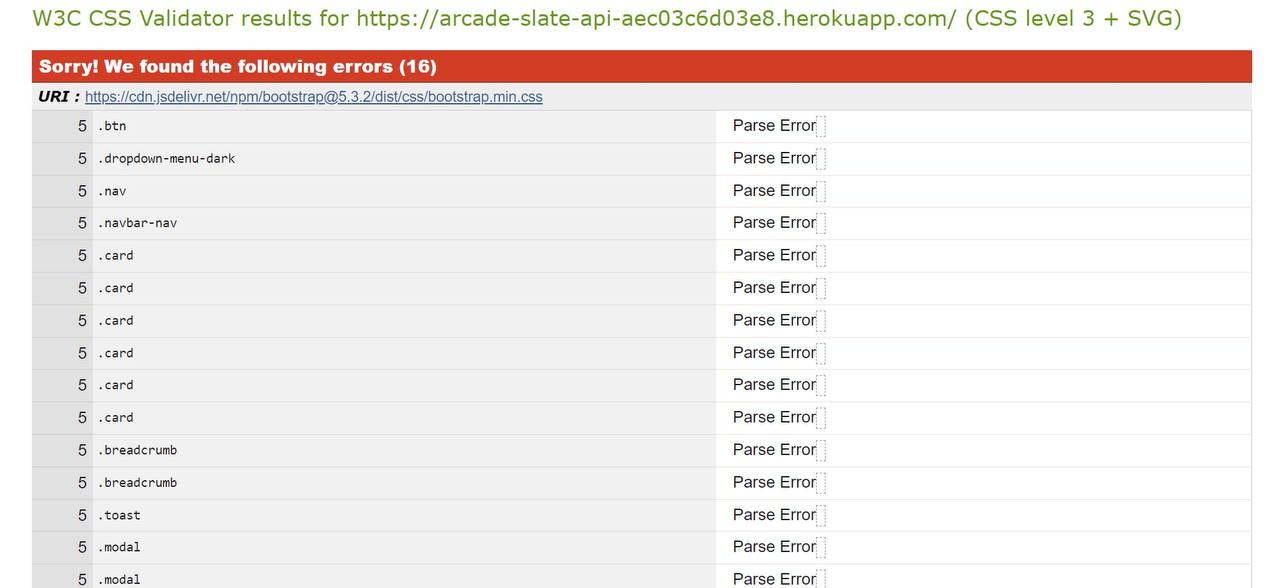 W3C CSS Validator results for https://arcade-slate-api-aec03c6d03e8.herokuapp.com/ (CSS level 3 + SVG)
Sorry! We found the following errors (16)
URI : https://cdn.jsdelivr.net/npm/bootstrap@5.3.2/dist/css/bootstrap.min.css
5 .btn Parse Error
5 .dropdown-menu-dark Parse Error
5 .nav Parse Error
5 .navbar-nav Parse Error
5 .card Parse Error
5 .card Parse Error
5 .card Parse Error
5 .card Parse Error
5 .card Parse Error
5 .card Parse Error
5 .breadcrumb Parse Error
5 .breadcrumb Parse Error
5 .toast Parse Error
5 .modal Parse Error
5 .modal Parse Error